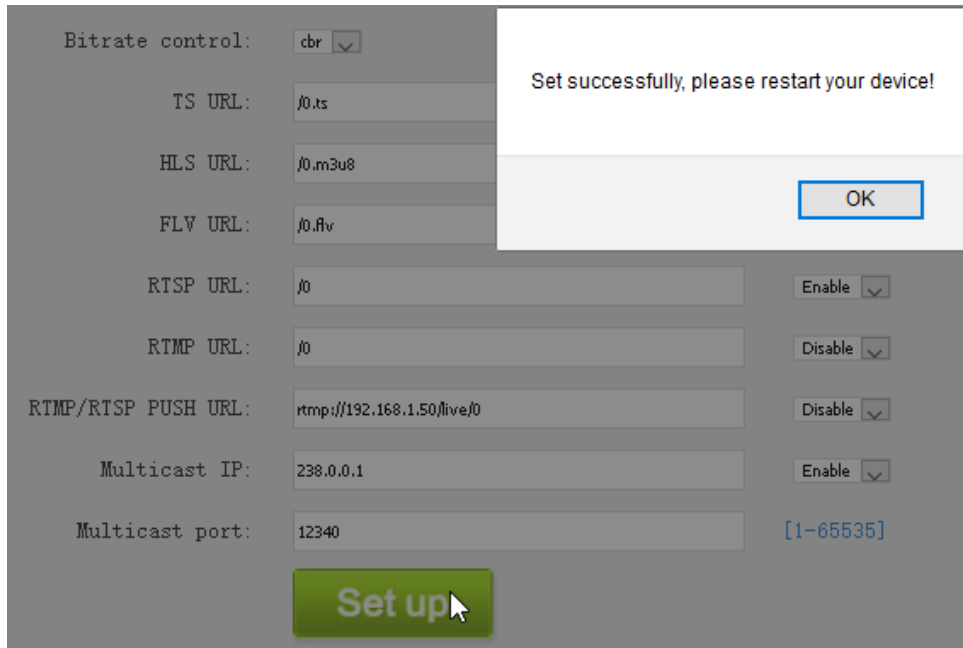 Bitrate control: cbr
Set successfully, please restart your device!
TS URL: /0.ts
HLS URL: /0.m3u8
OK
FLV URL: /0.flv
RTSP URL: /0 Enable
RTMP URL: /0 Disable
RTMP/RTSP PUSH URL: rtmp://192.168.1.50/live/0 Disable
Multicast IP: 238.0.0.1 Enable
Multicast port: 12340 [1-65535]
Set up